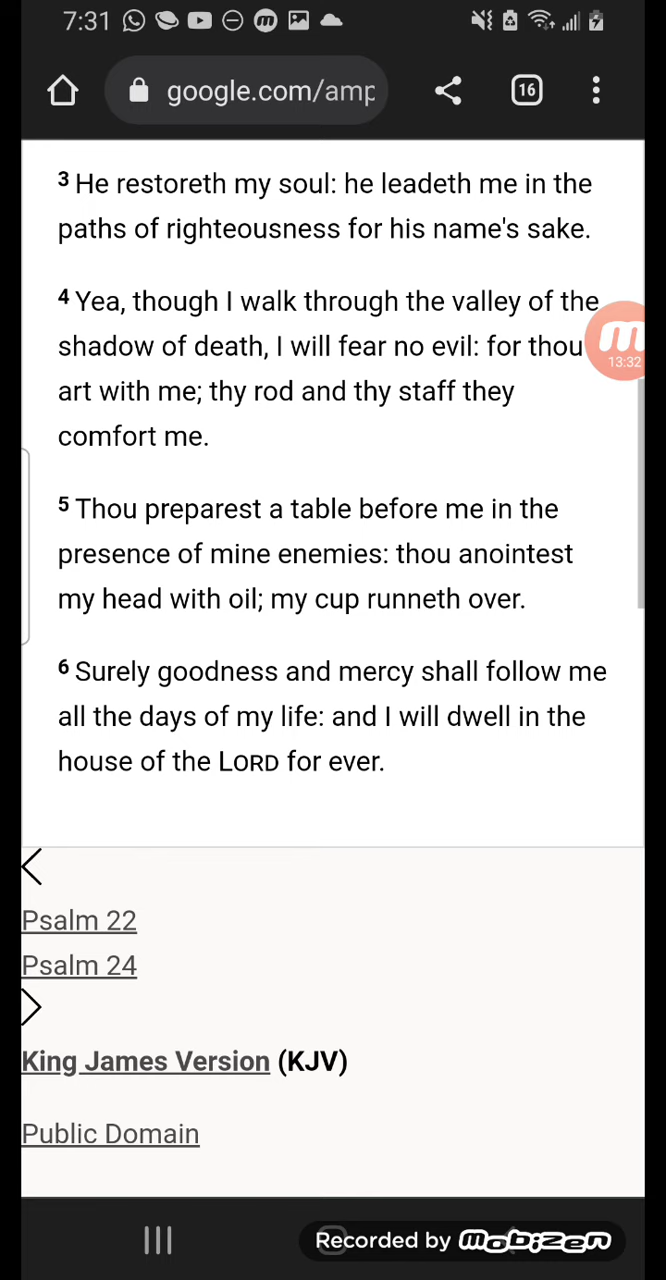 7:31
google.com/amp
16
3 He restoreth my soul: he leadeth me in the
paths of righteousness for his name's sake.
4 Yea, though I walk through the valley of the
shadow of death, I will fear no evil: for thou
art with me; thy rod and thy staff they
comfort me.
13:32
5 Thou preparest a table before me in the
presence of mine enemies: thou anointest
my head with oil; my cup runneth over.
6 Surely goodness and mercy shall follow me
all the days of my life: and I will dwell in the
house of the LORD for ever.
Psalm 22
Psalm 24
King James Version (KJV)
Public Domain
Recorded by mobizen